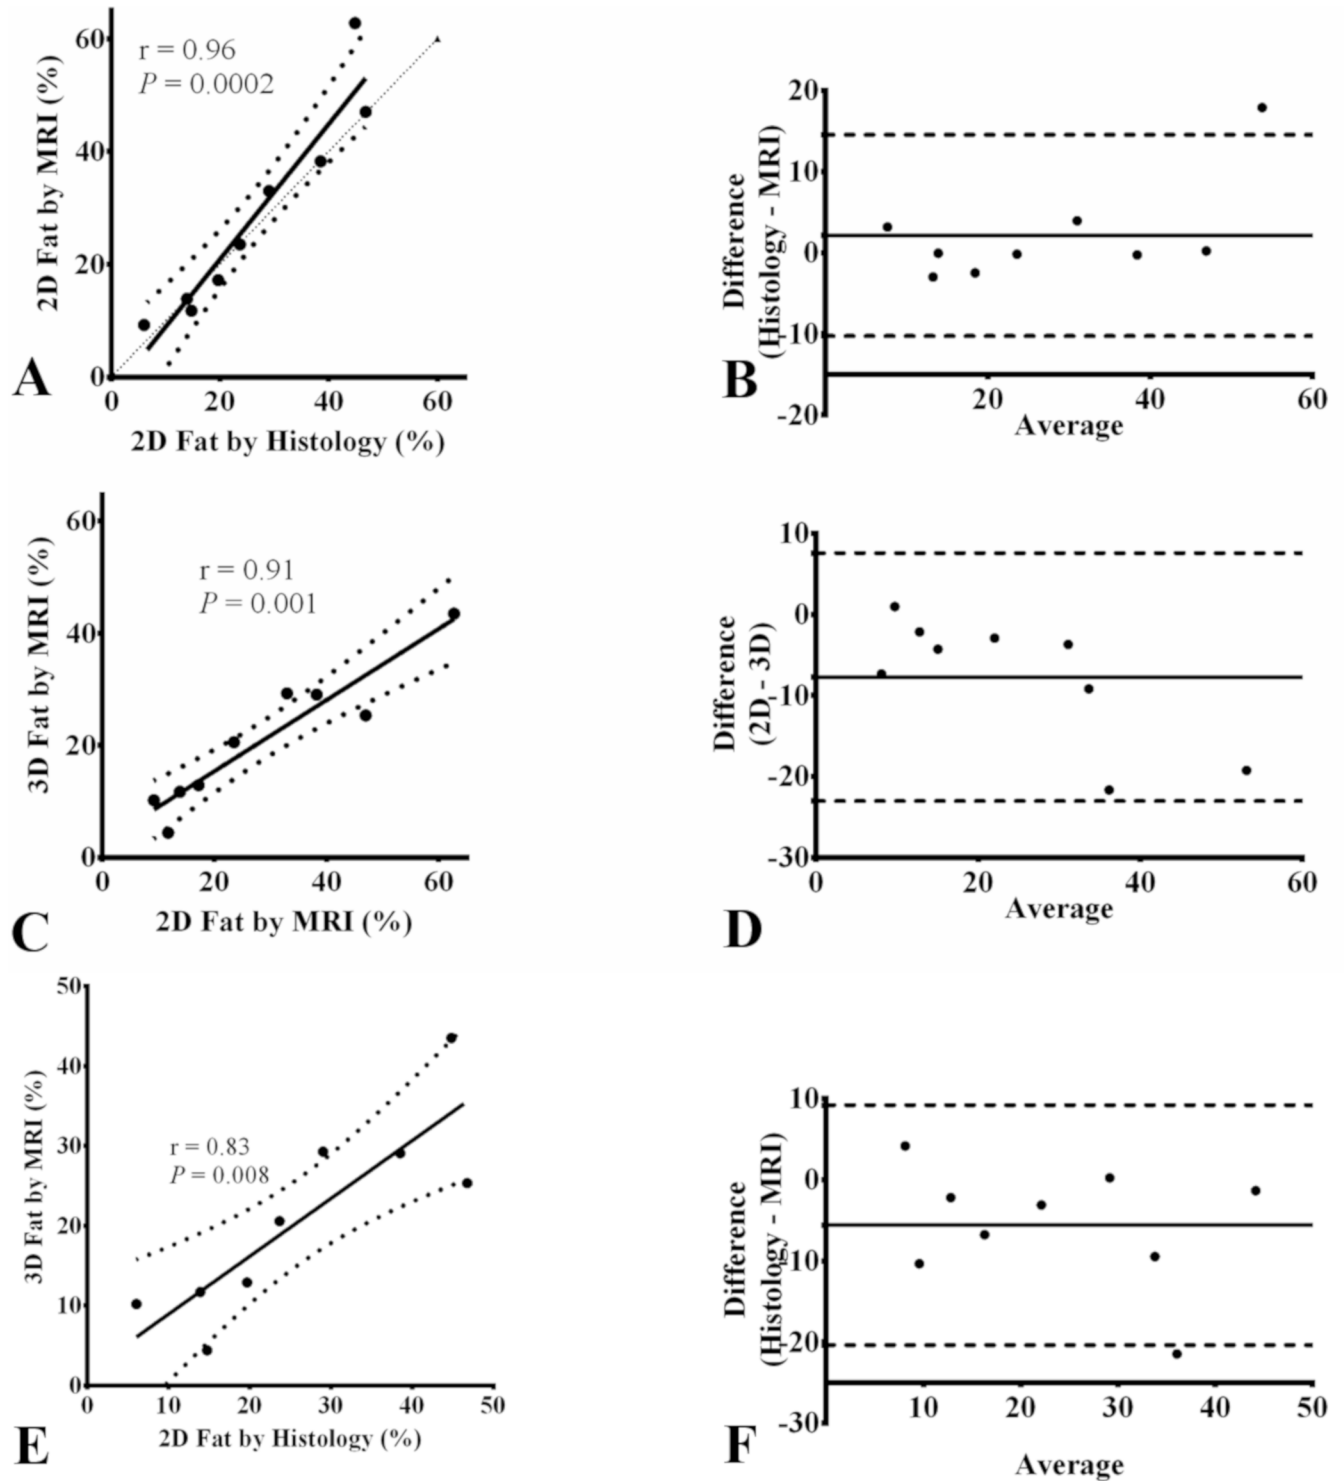 60
40
20
0
0
20
40
60
r = 0.96
P = 0.0002
2D Fat by MRI (%)
2D Fat by Histology (%)
A
20
10
0
-10
-20
20
40
60
Difference
(Histology - MRI)
Average
B
60
40
20
0
0
20
40
60
r = 0.91
P = 0.001
3D Fat by MRI (%)
2D Fat by MRI (%)
C
10
0
-10
-20
-30
0
20
40
60
Difference
(2D - 3D)
Average
D
50
40
30
20
10
0
0
10
20
30
40
50
r = 0.83
P = 0.008
3D Fat by MRI (%)
2D Fat by Histology (%)
E
10
0
-10
-20
-30
10
20
30
40
50
Difference
(Histology - MRI)
Average
F